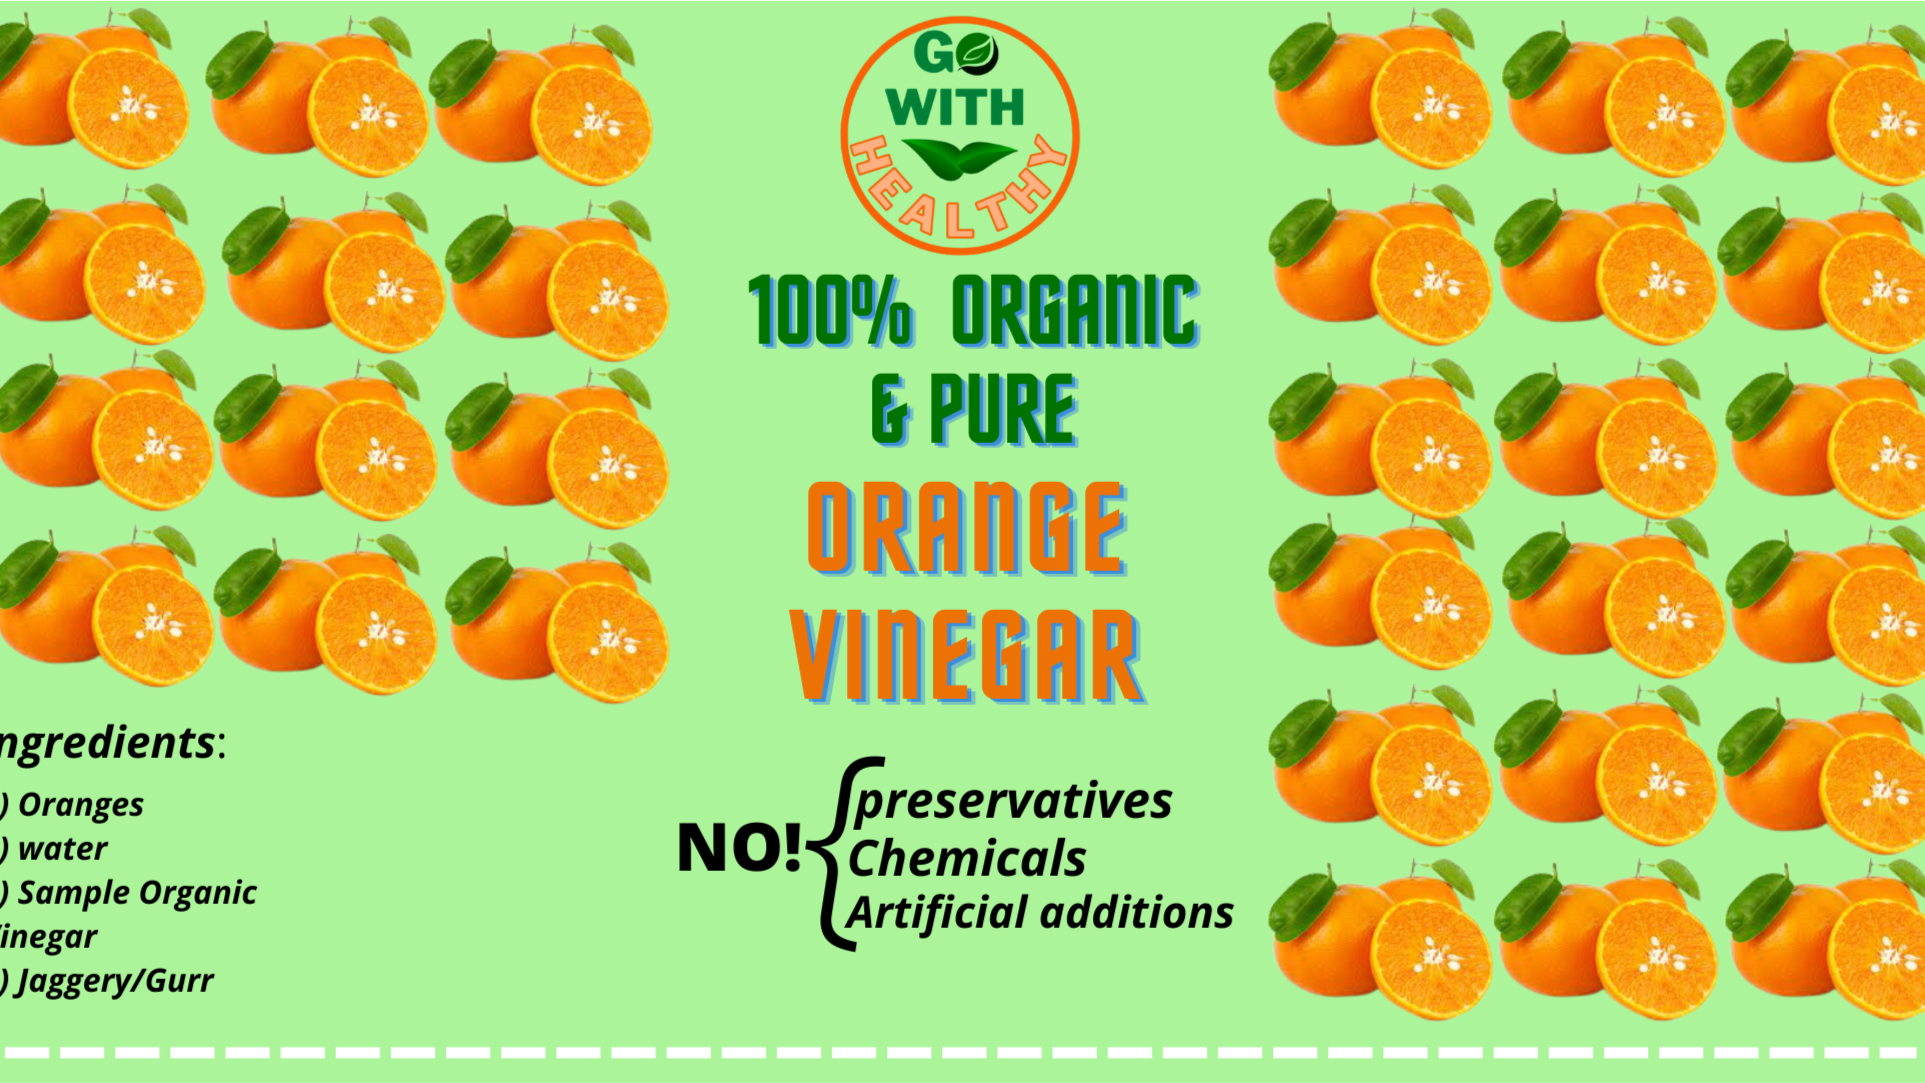 GO
WITH
HEALTHY
100% ORGANIC
& PURE
ORANGE
VINEGAR
ngredients:
) Oranges
) water
) Sample Organic
inegar
) Jaggery/Gurr
NO!
preservatives
Chemicals
Artificial additions